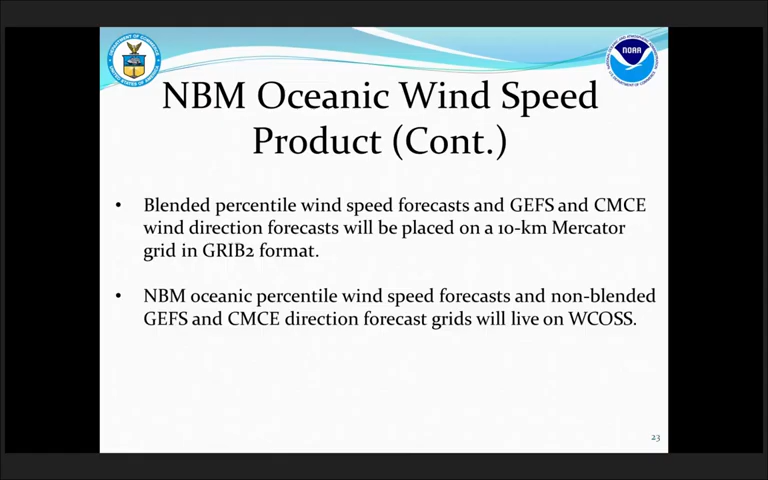 NOAA
NBM Oceanic Wind Speed
Product (Cont.)
• Blended percentile wind speed forecasts and GEFS and CMCE
wind direction forecasts will be placed on a 10-km Mercator
grid in GRIB2 format.
• NBM oceanic percentile wind speed forecasts and non-blended
GEFS and CMCE direction forecast grids will live on WCOSS.
23